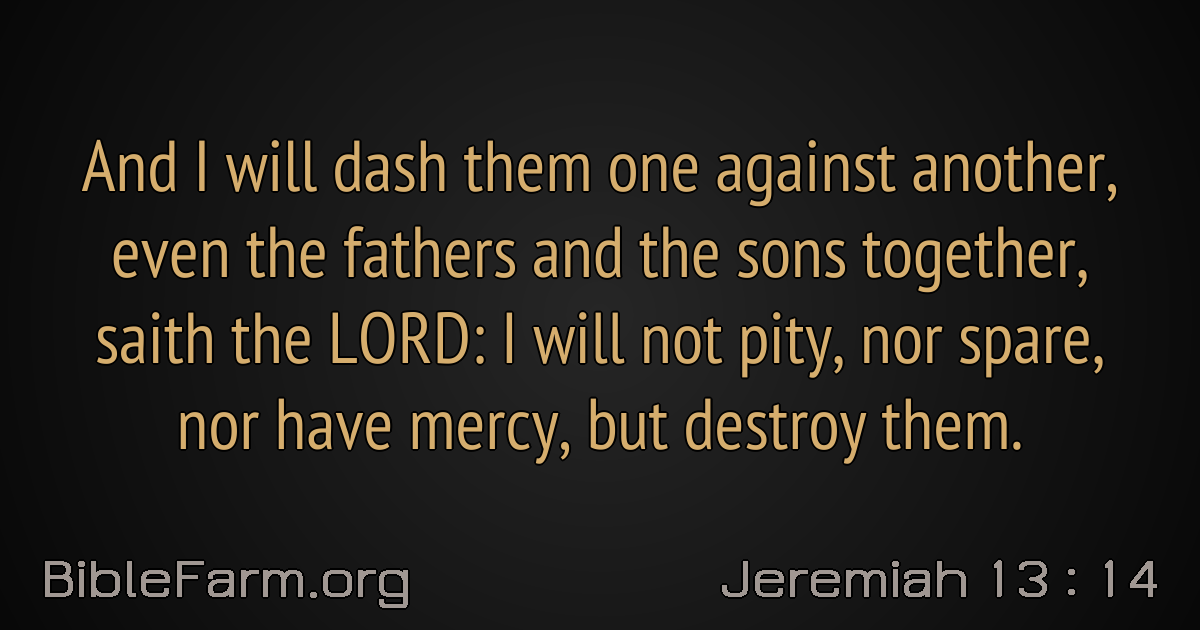 And I will dash them one against another,
even the fathers and the sons together,
saith the LORD: I will not pity, nor spare,
nor have mercy, but destroy them.
BibleFarm.org
Jeremiah 13 : 14